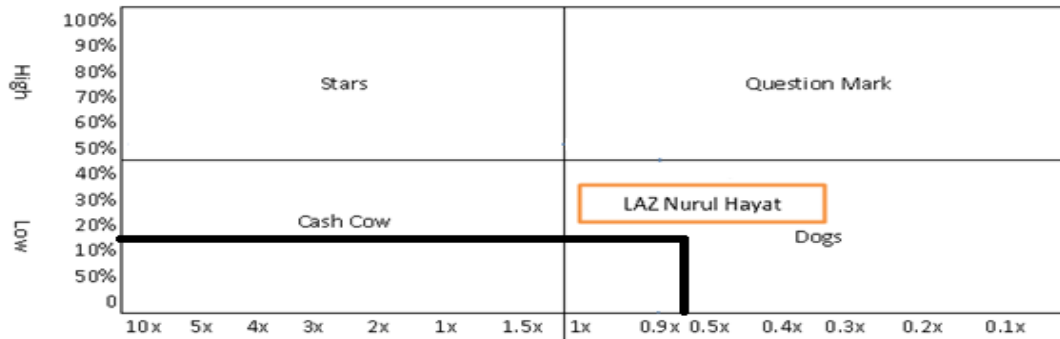 100%
90%
High
80%
Stars
Question Mark
70%
60%
50%
40%
30%
LAZ Nurul Hayat
Low
20%
Cash Cow
Dogs
10%
50%
0
10x 5x 4x 3x 2x 1x 1.5x 1x 0.9x 0.5x 0.4x 0.3x 0.2x 0.1x